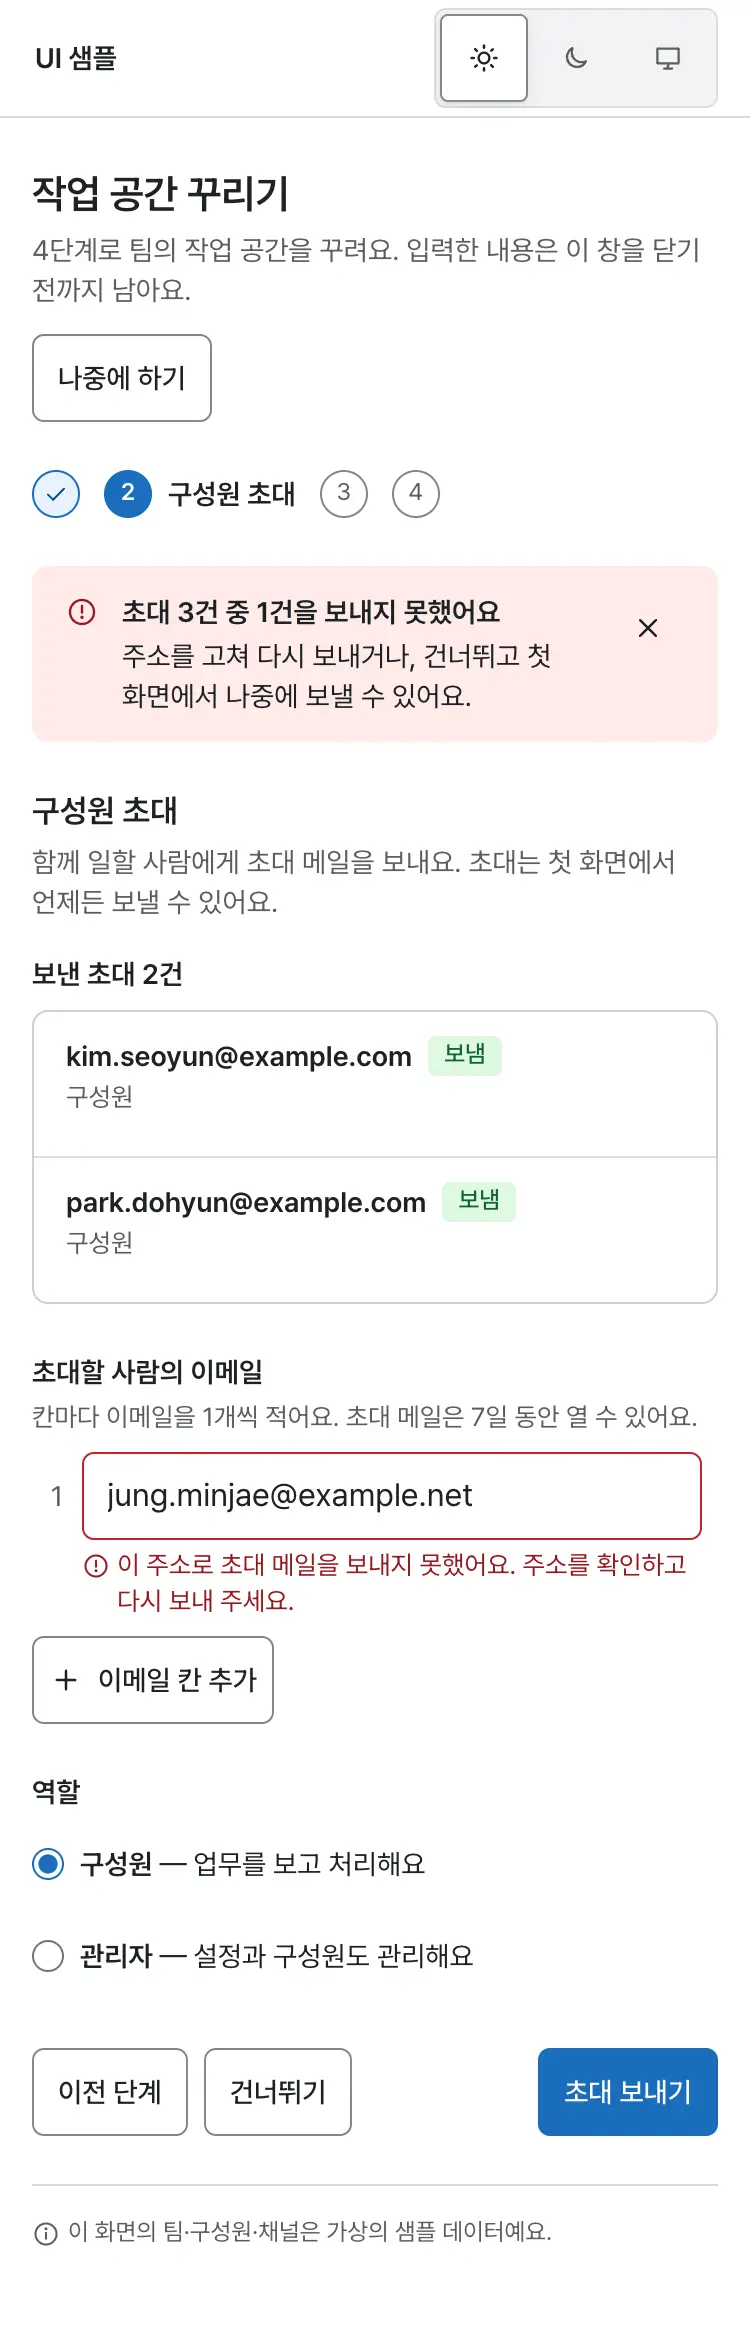 UI 샘플
작업 공간 꾸리기
4단계로 팀의 작업 공간을 꾸려요. 입력한 내용은 이 창을 닫기
전까지 남아요.
나중에 하기
2 구성원 초대 3 4
초대 3건 중 1건을 보내지 못했어요
주소를 고쳐 다시 보내거나, 건너뛰고 첫
화면에서 나중에 보낼 수 있어요.
구성원 초대
함께 일할 사람에게 초대 메일을 보내요. 초대는 첫 화면에서
언제든 보낼 수 있어요.
보낸 초대 2건
kim.seoyun@example.com 보냄
구성원
park.dohyun@example.com 보냄
구성원
초대할 사람의 이메일
칸마다 이메일을 1개씩 적어요. 초대 메일은 7일 동안 열 수 있어요.
1 jung.minjae@example.net
이 주소로 초대 메일을 보내지 못했어요. 주소를 확인하고
다시 보내 주세요.
이메일 칸 추가
역할
구성원 — 업무를 보고 처리해요
관리자 — 설정과 구성원도 관리해요
이전 단계 건너뛰기 초대 보내기
이 화면의 팀·구성원·채널은 가상의 샘플 데이터예요.